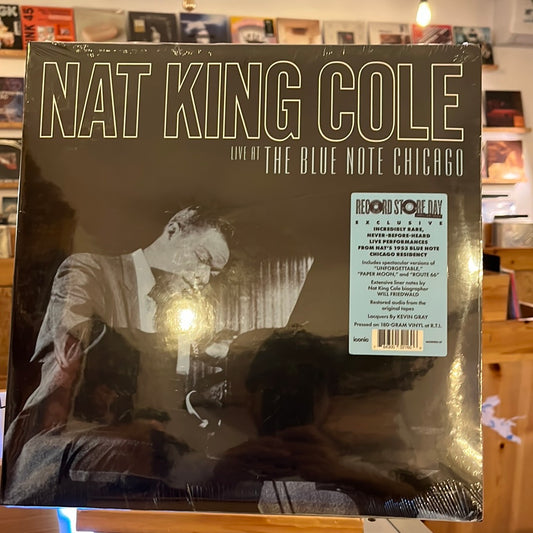 NAT KING COLE
LIVE AT THE BLUE NOTE CHICAGO
RECORD STORE DAY
EXCLUSIVE
INCREDIBLY RARE,
NEVER-BEFORE-HEARD
LIVE PERFORMANCES
FROM NAT'S 1953 BLUE NOTE
CHICAGO RESIDENCY
Includes spectacular versions of
"UNFORGETTABLE,"
"PAPER MOON," and "ROUTE 66"
Extensive liner notes by
Nat King Cole biographer
WILL FRIEDWALD
Restored audio from the
original tapes
Lacquers By KEVIN GRAY
Pressed on 180-GRAM VINYL at R.T.I.
iconic
PUNK 45